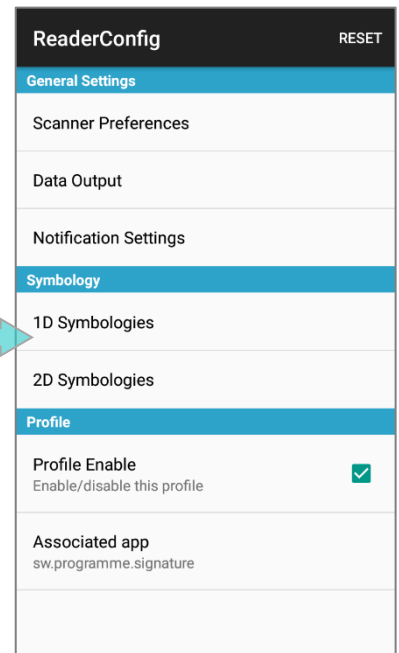 ReaderConfig RESET
General Settings
Scanner Preferences
Data Output
Notification Settings
Symbology
1D Symbologies
2D Symbologies
Profile
Profile Enable
Enable/disable this profile
Associated app
sw.programme.signature